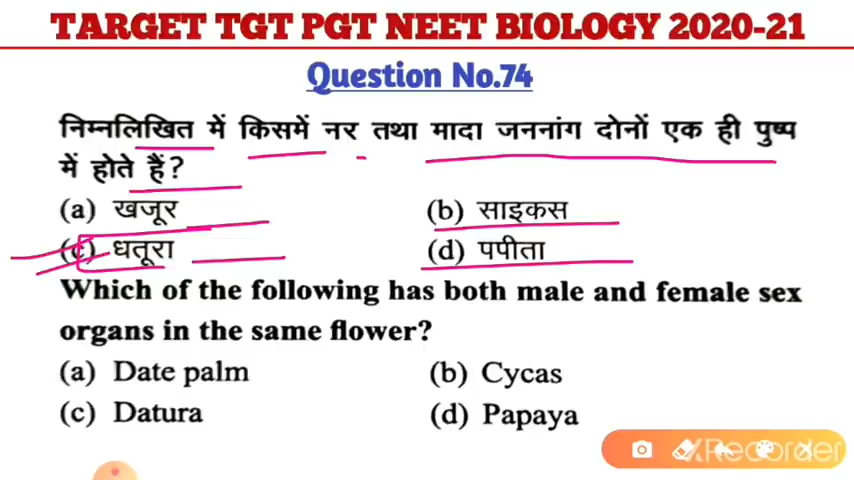 TARGET TGT PGT NEET BIOLOGY 2020-21
Question No.74
निम्नलिखित में किसमें नर तथा मादा जननांग दोनों एक ही पुष्प
में होते हैं?
(a) खजूर (b) साइकस
(c) धतूरा (d) पपीता
Which of the following has both male and female sex
organs in the same flower?
(a) Date palm (b) Cycas
(c) Datura (d) Papaya
XRecorder